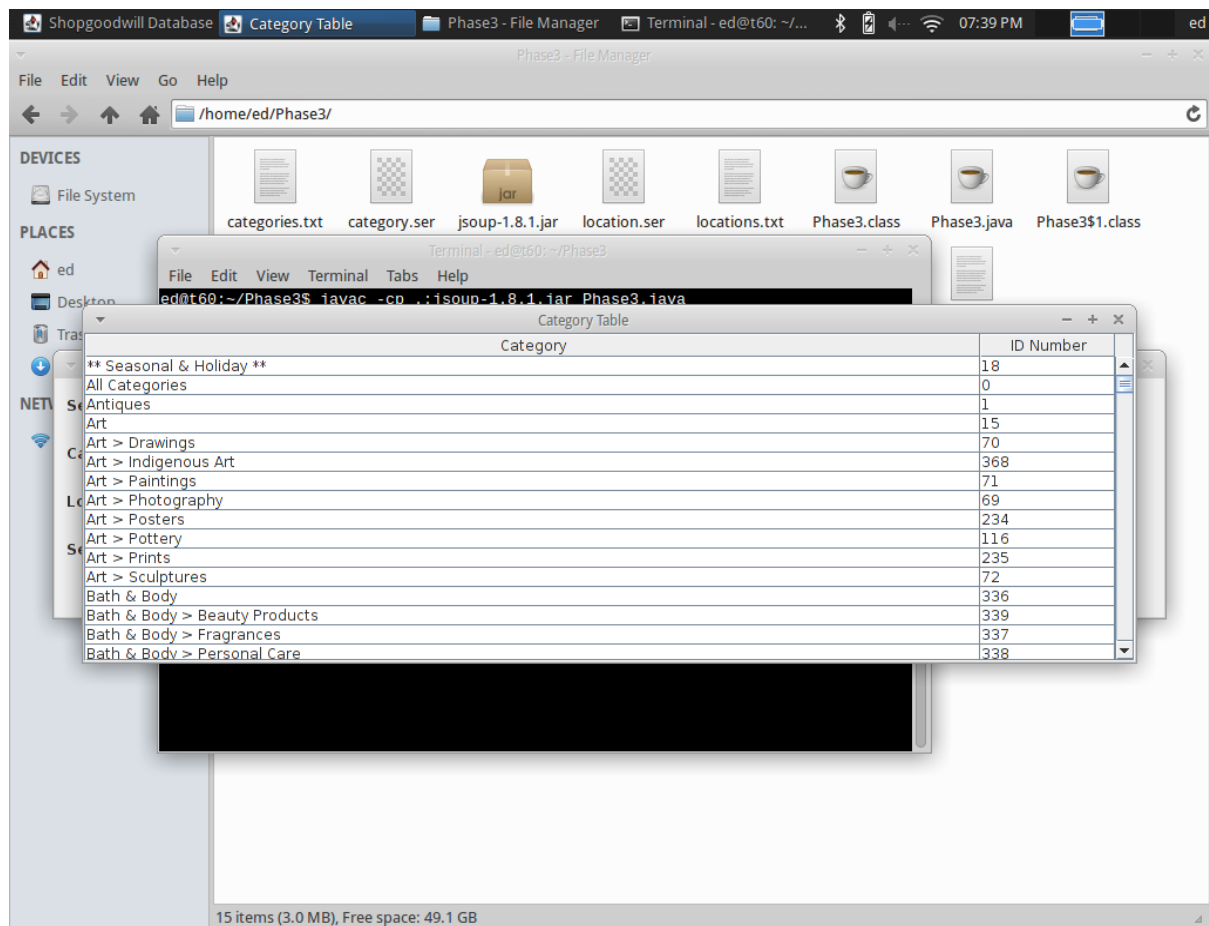 Shopgoodwill Database Category Table Phase3 - File Manager Terminal - ed@t60: ~/... 07:39 PM ed
Phase3 - File Manager
File Edit View Go Help
/home/ed/Phase3/
DEVICES
File System
PLACES
ed
Desktop
Tras
NETW
jar
categories.txt category.ser jsoup-1.8.1.jar location.ser locations.txt Phase3.class Phase3.java Phase3$1.class
Terminal - ed@t60: ~/Phase3
File Edit View Terminal Tabs Help
ed@t60:~/Phase3$ javac -cp .:jsoup-1.8.1.jar Phase3.java
Category Table
Category ID Number
** Seasonal & Holiday ** 18
All Categories 0
Antiques 1
Art 15
Art > Drawings 70
Art > Indigenous Art 368
Art > Paintings 71
Art > Photography 69
Art > Posters 234
Art > Pottery 116
Art > Prints 235
Art > Sculptures 72
Bath & Body 336
Bath & Body > Beauty Products 339
Bath & Body > Fragrances 337
Bath & Body > Personal Care 338
15 items (3.0 MB), Free space: 49.1 GB